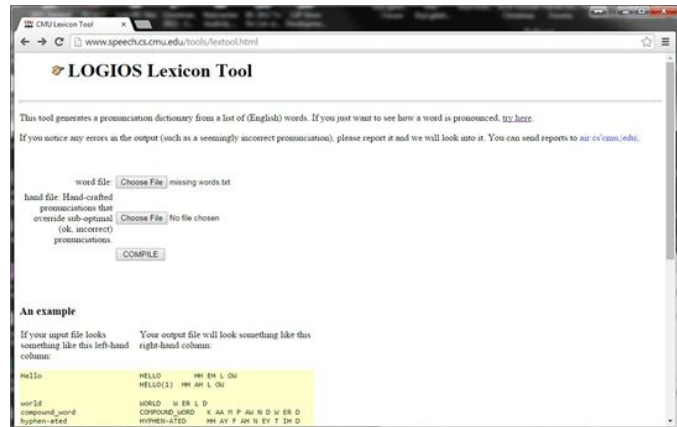 CMU Lexicon Tool
www.speech.cs.cmu.edu/tools/lextool.html
LOGIOS Lexicon Tool
This tool generates a pronunciation dictionary from a list of (English) words. If you just want to see how a word is pronounced, try here.
If you notice any errors in the output (such as a seemingly incorrect pronunciation), please report it and we will look into it. You can send reports to air
word file: Choose File missing words.txt
hand file: Hand-crafted
pronunciations that
override sub-optimal Choose File No file chosen
(ok, incorrect)
pronunciations.
COMPILE
An example
If your input file looks Your output file will look something like this
something like this left-hand right-hand column:
column:
Hello HELLO HH EH L OW
HELLO(1) HH AH L OW
world WORLD W ER L D
compound_word COMPOUND_WORD K AA M P AW N D W ER D
hyphen-ated HYPHEN-ATED HH AY F AH N EY T IH D